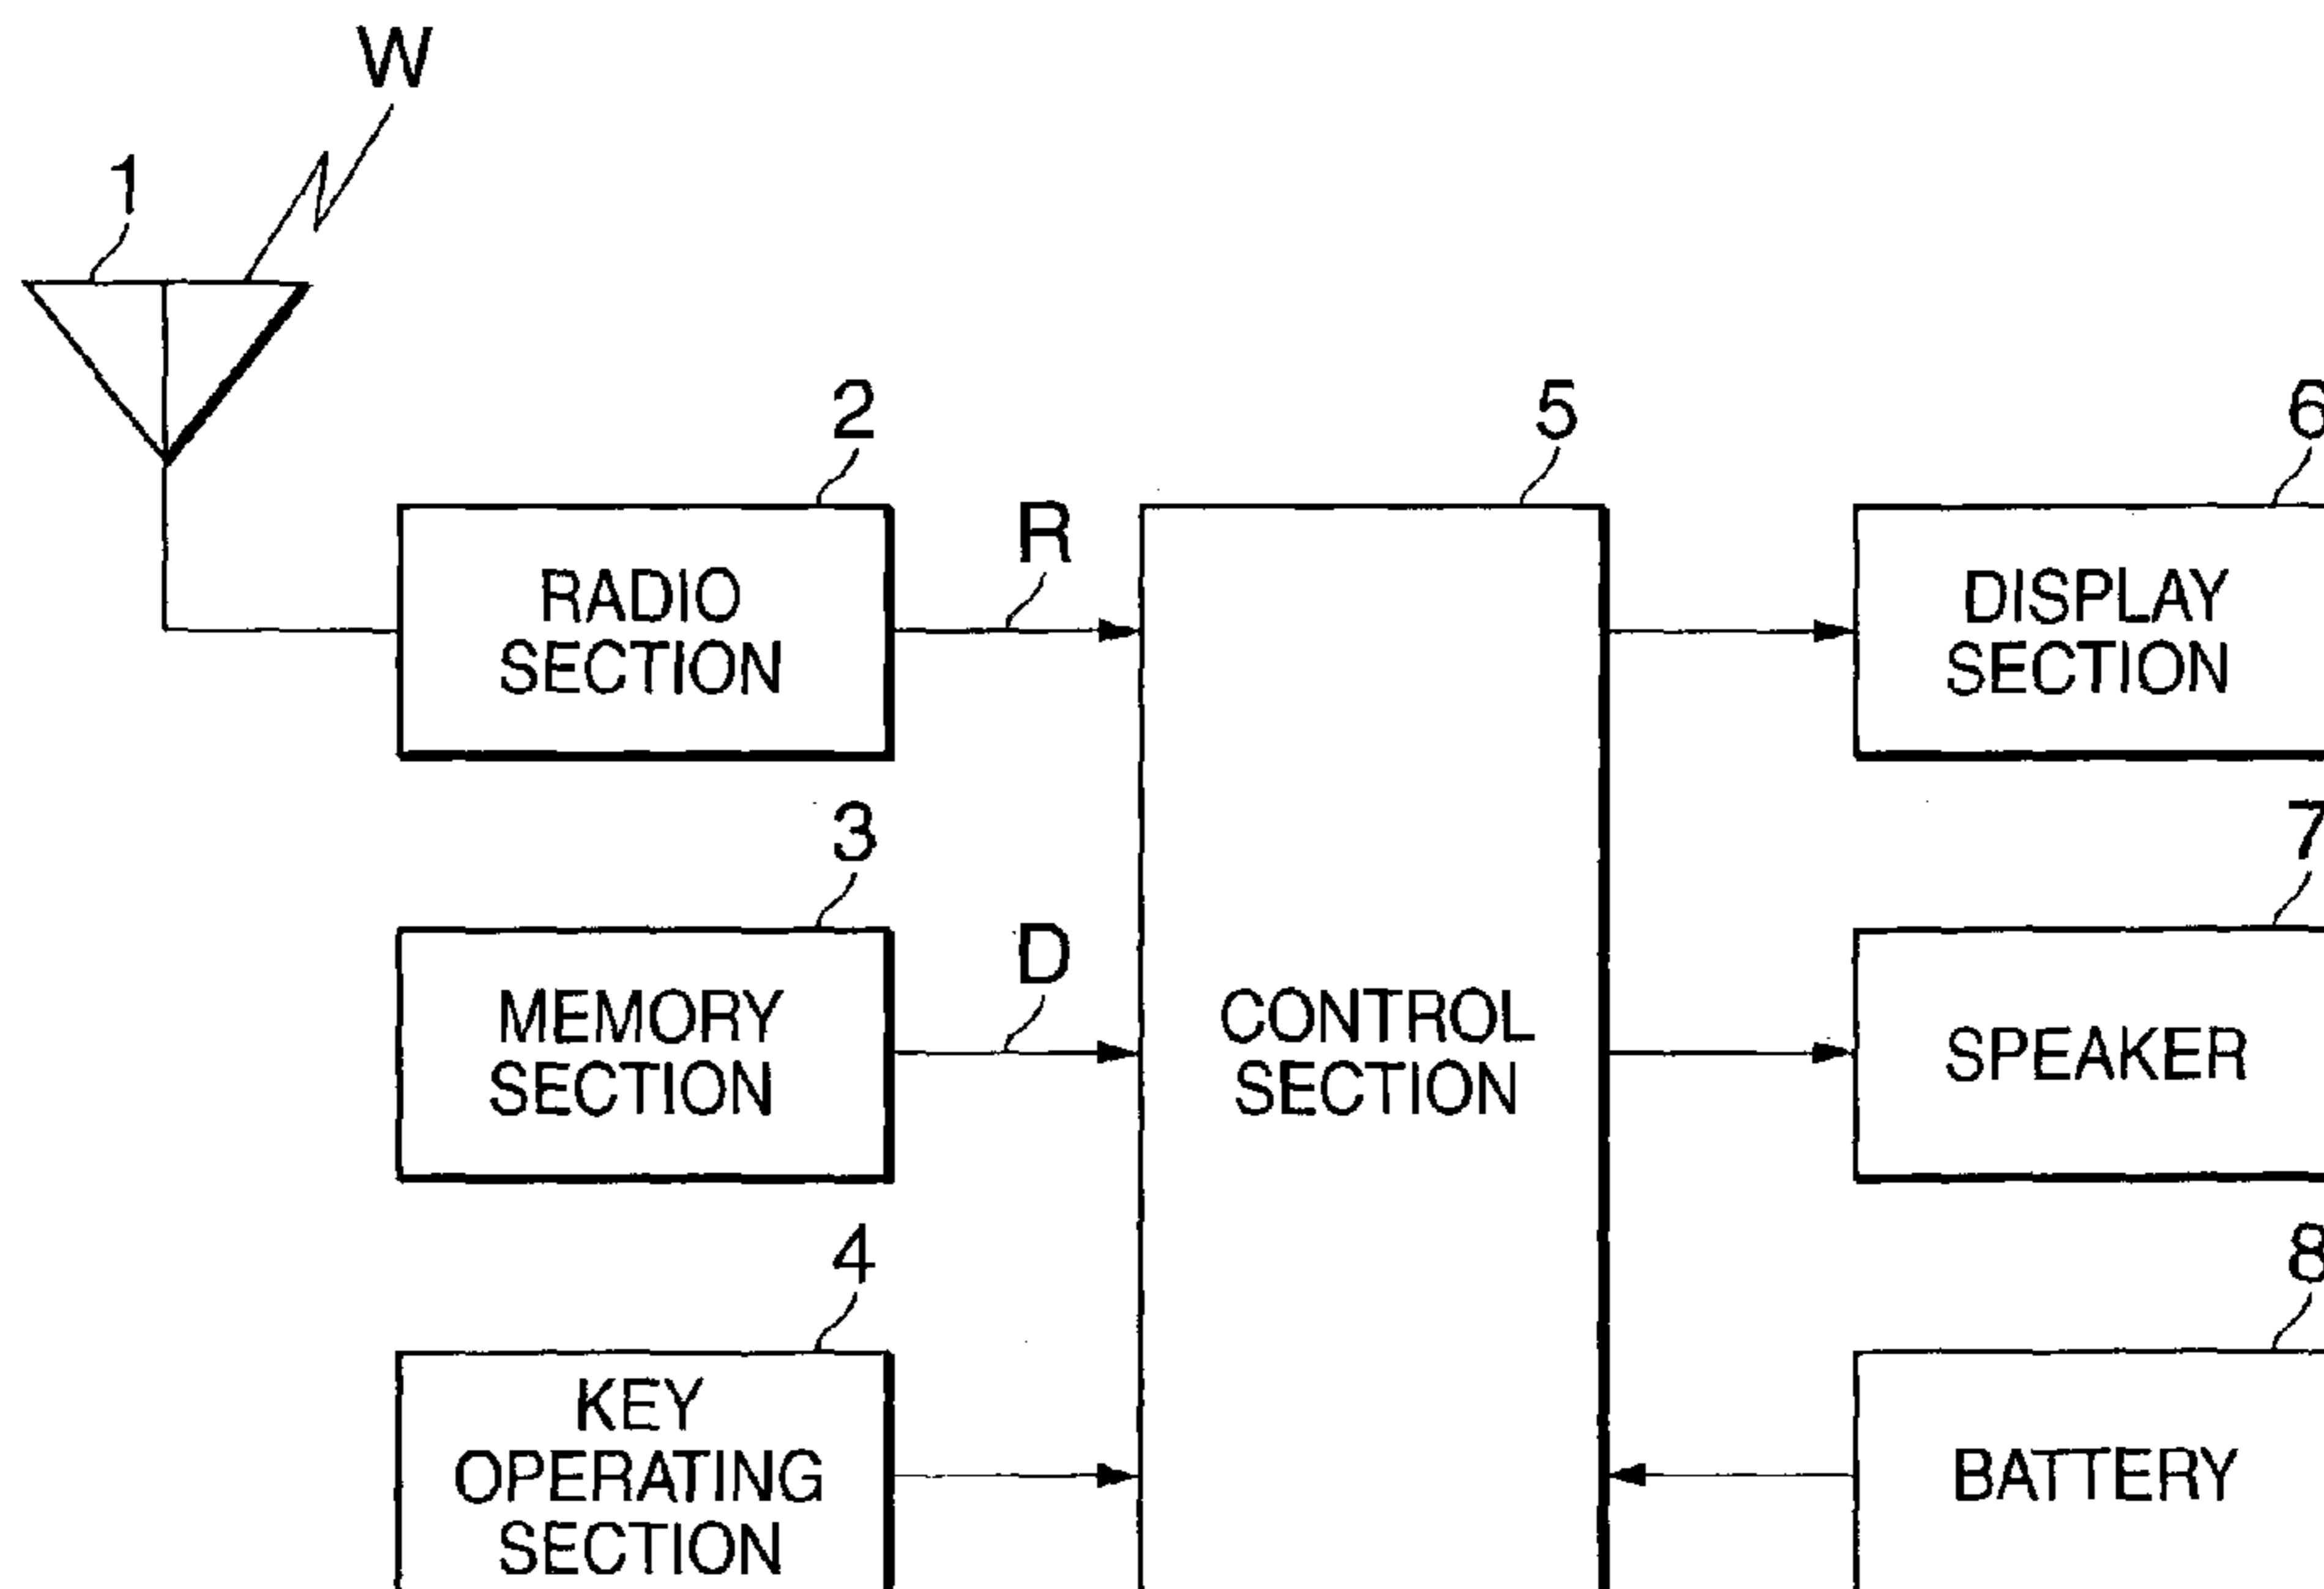 W
1
2
5
6
R
RADIO
SECTION
DISPLAY
SECTION
3
7
D
MEMORY
SECTION
CONTROL
SECTION
SPEAKER
4
8
KEY
OPERATING
SECTION
BATTERY